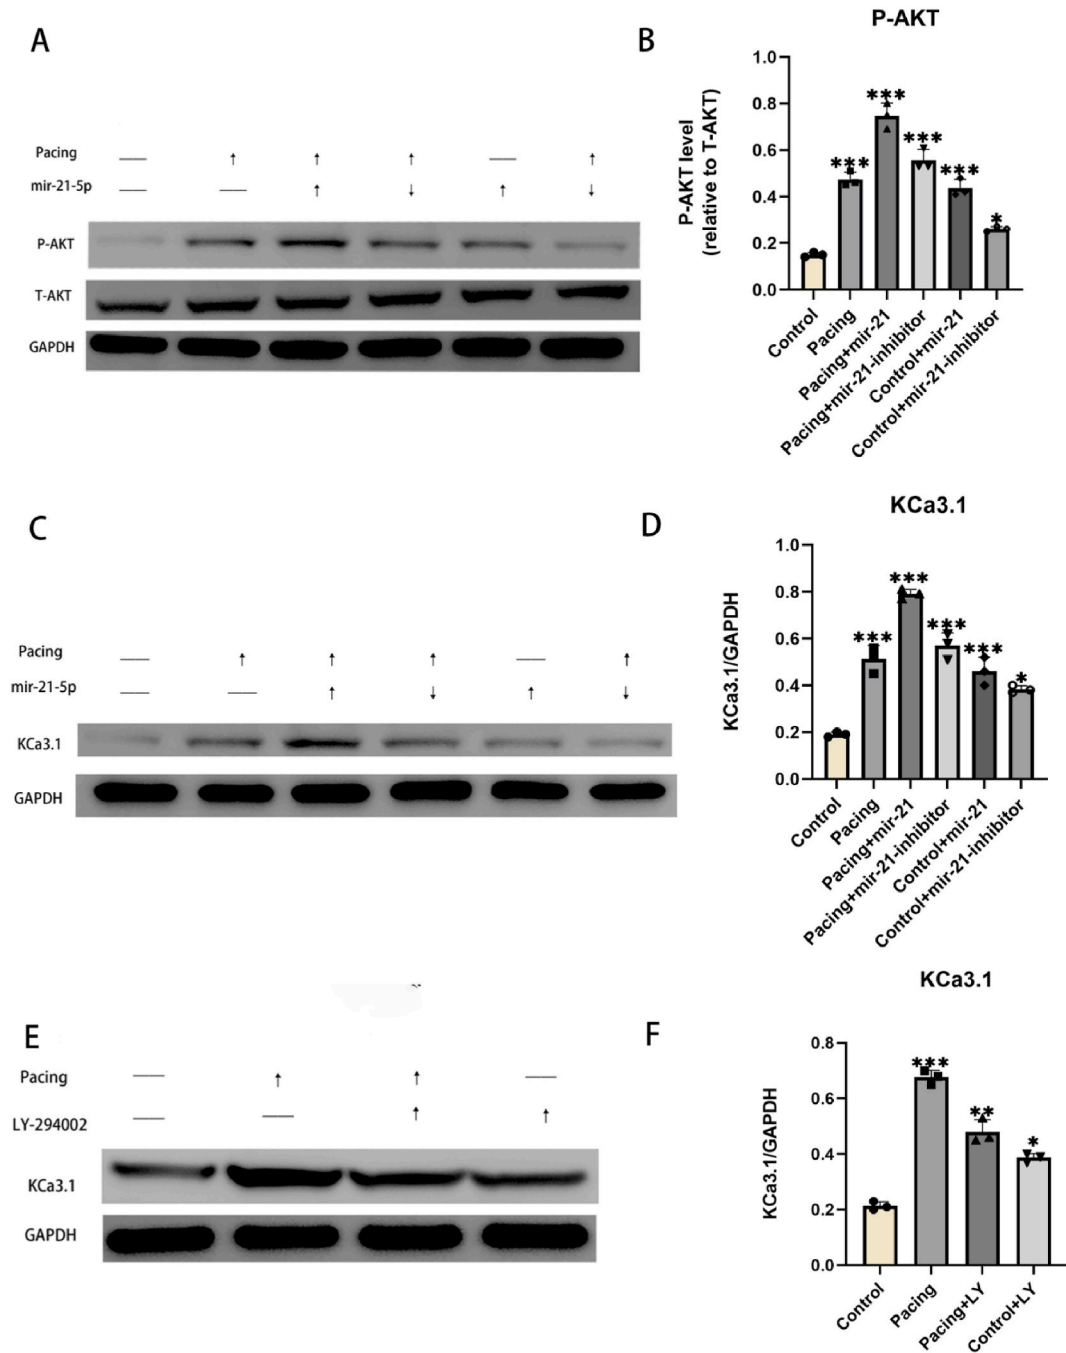 A
Pacing — ↑ ↑ ↑ — ↑
mir-21-5p — — ↑ ↓ ↑ ↓
P-AKT
T-AKT
GAPDH
B
P-AKT
P-AKT level
(relative to T-AKT)
1.0
0.8
0.6
0.4
0.2
0.0
***
***
***
***
*
Control
Pacing
Pacing+mir-21
Pacing+mir-21-inhibitor
Control+mir-21
Control+mir-21-inhibitor
C
Pacing — ↑ ↑ ↑ — ↑
mir-21-5p — — ↑ ↓ ↑ ↓
KCa3.1
GAPDH
D
KCa3.1
KCa3.1/GAPDH
1.0
0.8
0.6
0.4
0.2
0.0
***
***
***
***
*
Control
Pacing
Pacing+mir-21
Pacing+mir-21-inhibitor
Control+mir-21
Control+mir-21-inhibitor
E
Pacing — ↑ ↑ —
LY-294002 — — ↑ ↑
KCa3.1
GAPDH
F
KCa3.1
KCa3.1/GAPDH
0.8
0.6
0.4
0.2
0.0
***
**
*
Control
Pacing
Pacing+LY
Control+LY